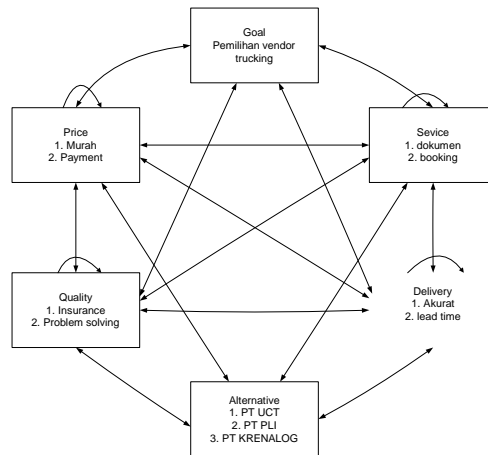 Goal
Pemilihan vendor
trucking
Price
1. Murah
2. Payment
Sevice
1. dokumen
2. booking
Quality
1. Insurance
2. Problem solving
Delivery
1. Akurat
2. lead time
Alternative
1. PT UCT
2. PT PLI
3. PT KRENALOG